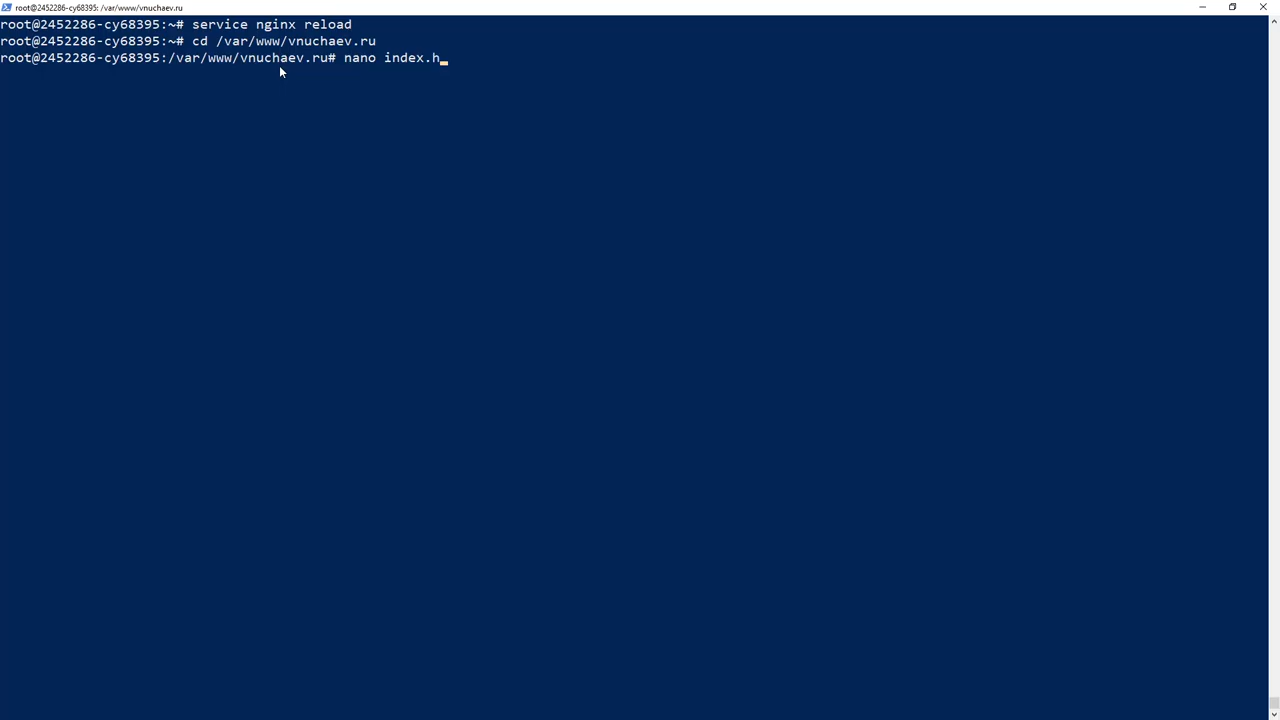 root@2452286-cy68395: /var/www/vnuchaev.ru
root@2452286-cy68395:~# service nginx reload
root@2452286-cy68395:~# cd /var/www/vnuchaev.ru
root@2452286-cy68395:/var/www/vnuchaev.ru# nano index.h